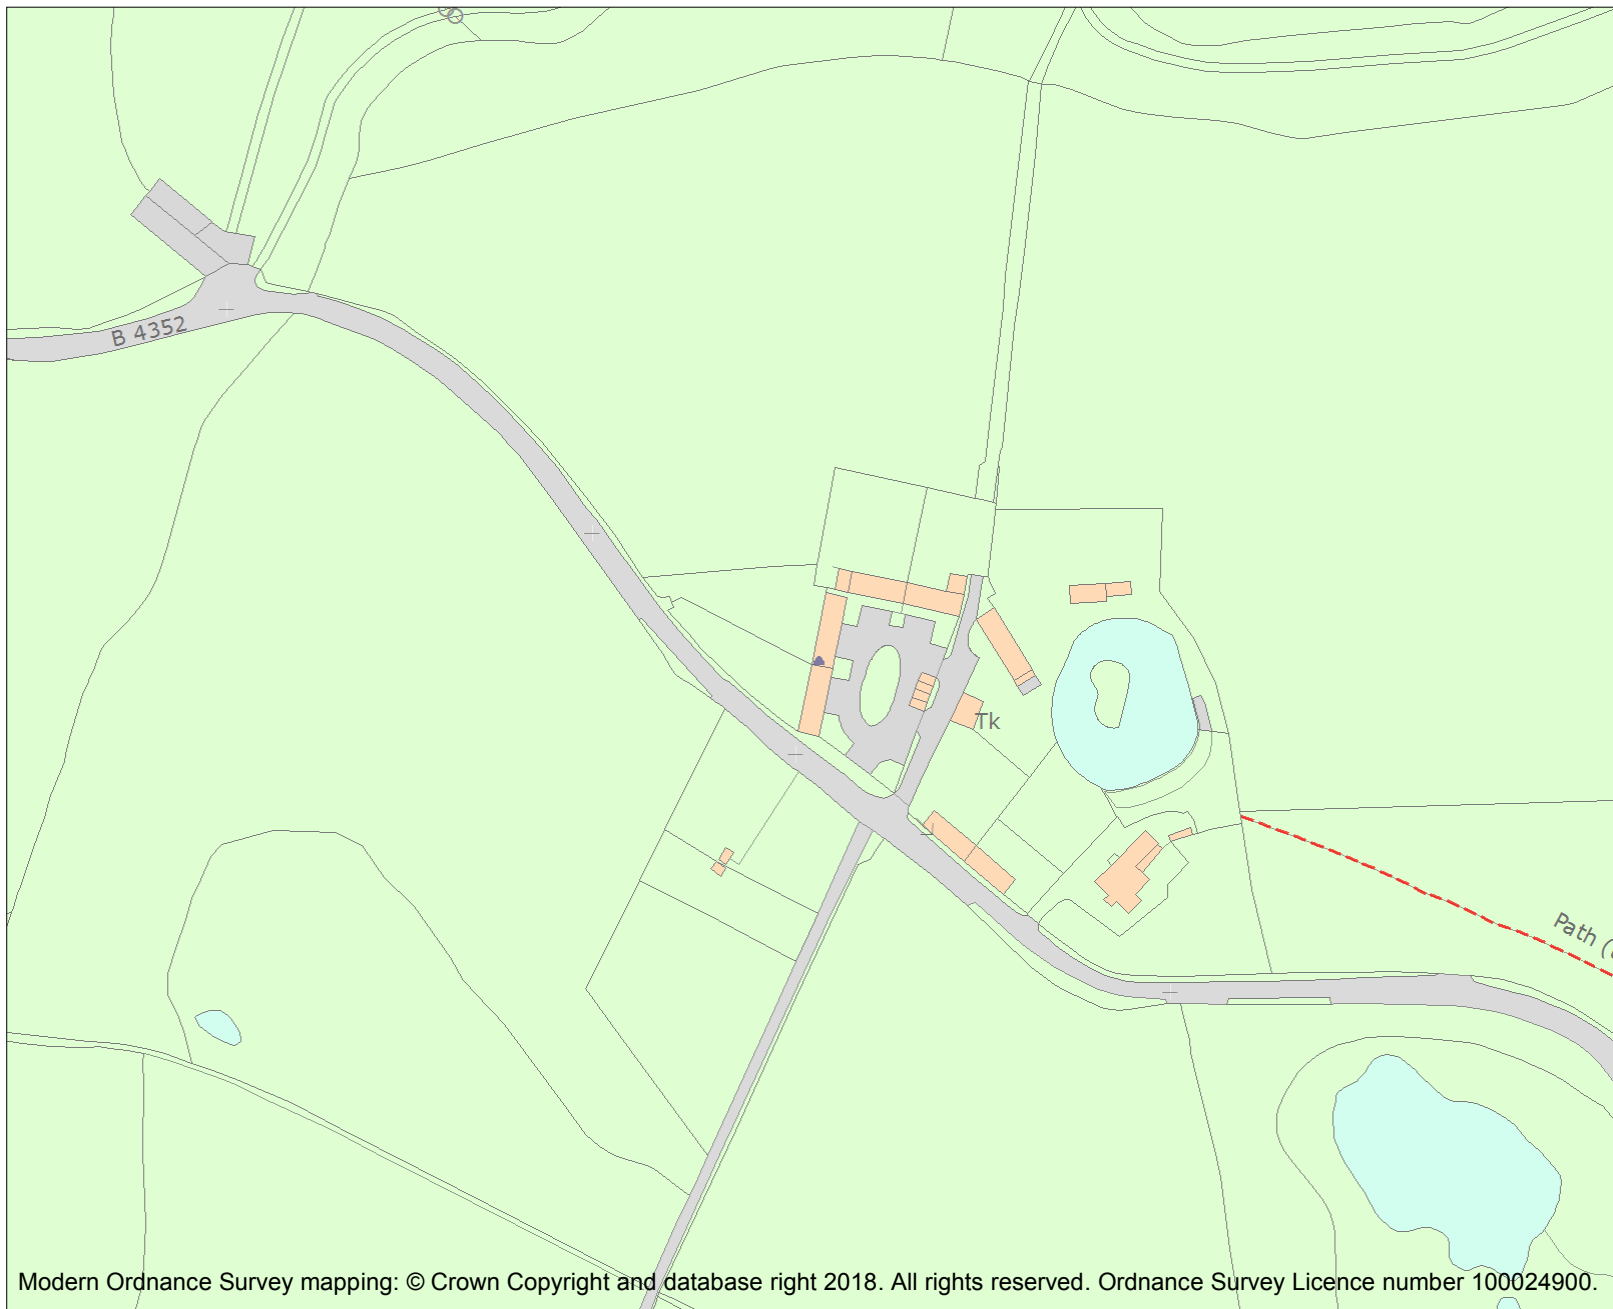 B 4352
Tk
Path (
Modern Ordnance Survey mapping: © Crown Copyright and database right 2018. All rights reserved. Ordnance Survey Licence number 100024900.